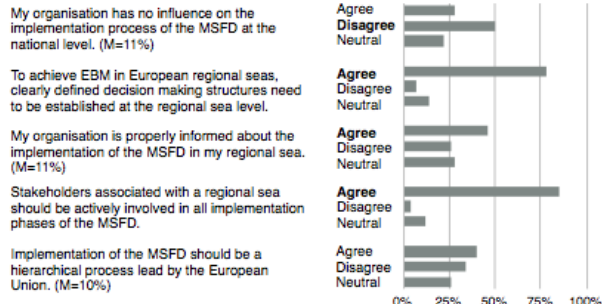 My organisation has no influence on the
implementation process of the MSFD at the
national level. (M=11%)
Agree
Disagree
Neutral
To achieve EBM in European regional seas,
clearly defined decision making structures need
to be established at the regional sea level.
Agree
Disagree
Neutral
My organisation is properly informed about the
implementation of the MSFD in my regional sea.
(M=11%)
Agree
Disagree
Neutral
Stakeholders associated with a regional sea
should be actively involved in all implementation
phases of the MSFD.
Agree
Disagree
Neutral
Implementation of the MSFD should be a
hierarchical process lead by the European
Union. (M=10%)
Agree
Disagree
Neutral
0% 25% 50% 75% 100%